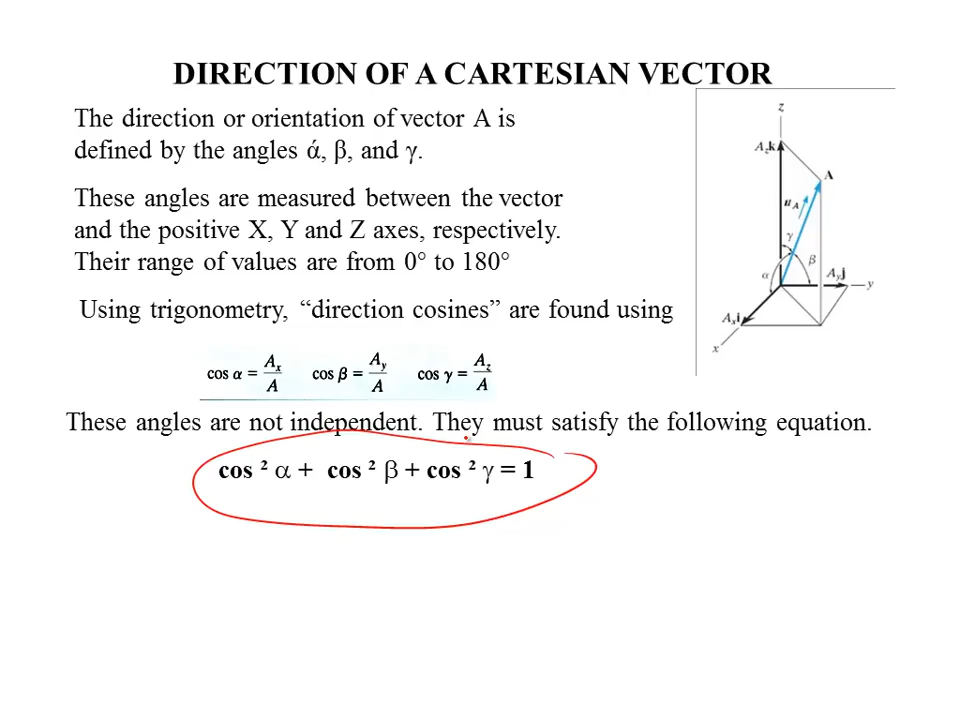 DIRECTION OF A CARTESIAN VECTOR
The direction or orientation of vector A is
defined by the angles ά, β, and γ.
These angles are measured between the vector
and the positive X, Y and Z axes, respectively.
Their range of values are from 0° to 180°
Using trigonometry, “direction cosines” are found using
cos α = Aₓ/A cos β = A_y/A cos γ = A_z/A
These angles are not independent. They must satisfy the following equation.
cos ² α + cos ² β + cos ² γ = 1
z
A_z k
A
u_A
γ
β
α
A_y j
y
A_x i
x